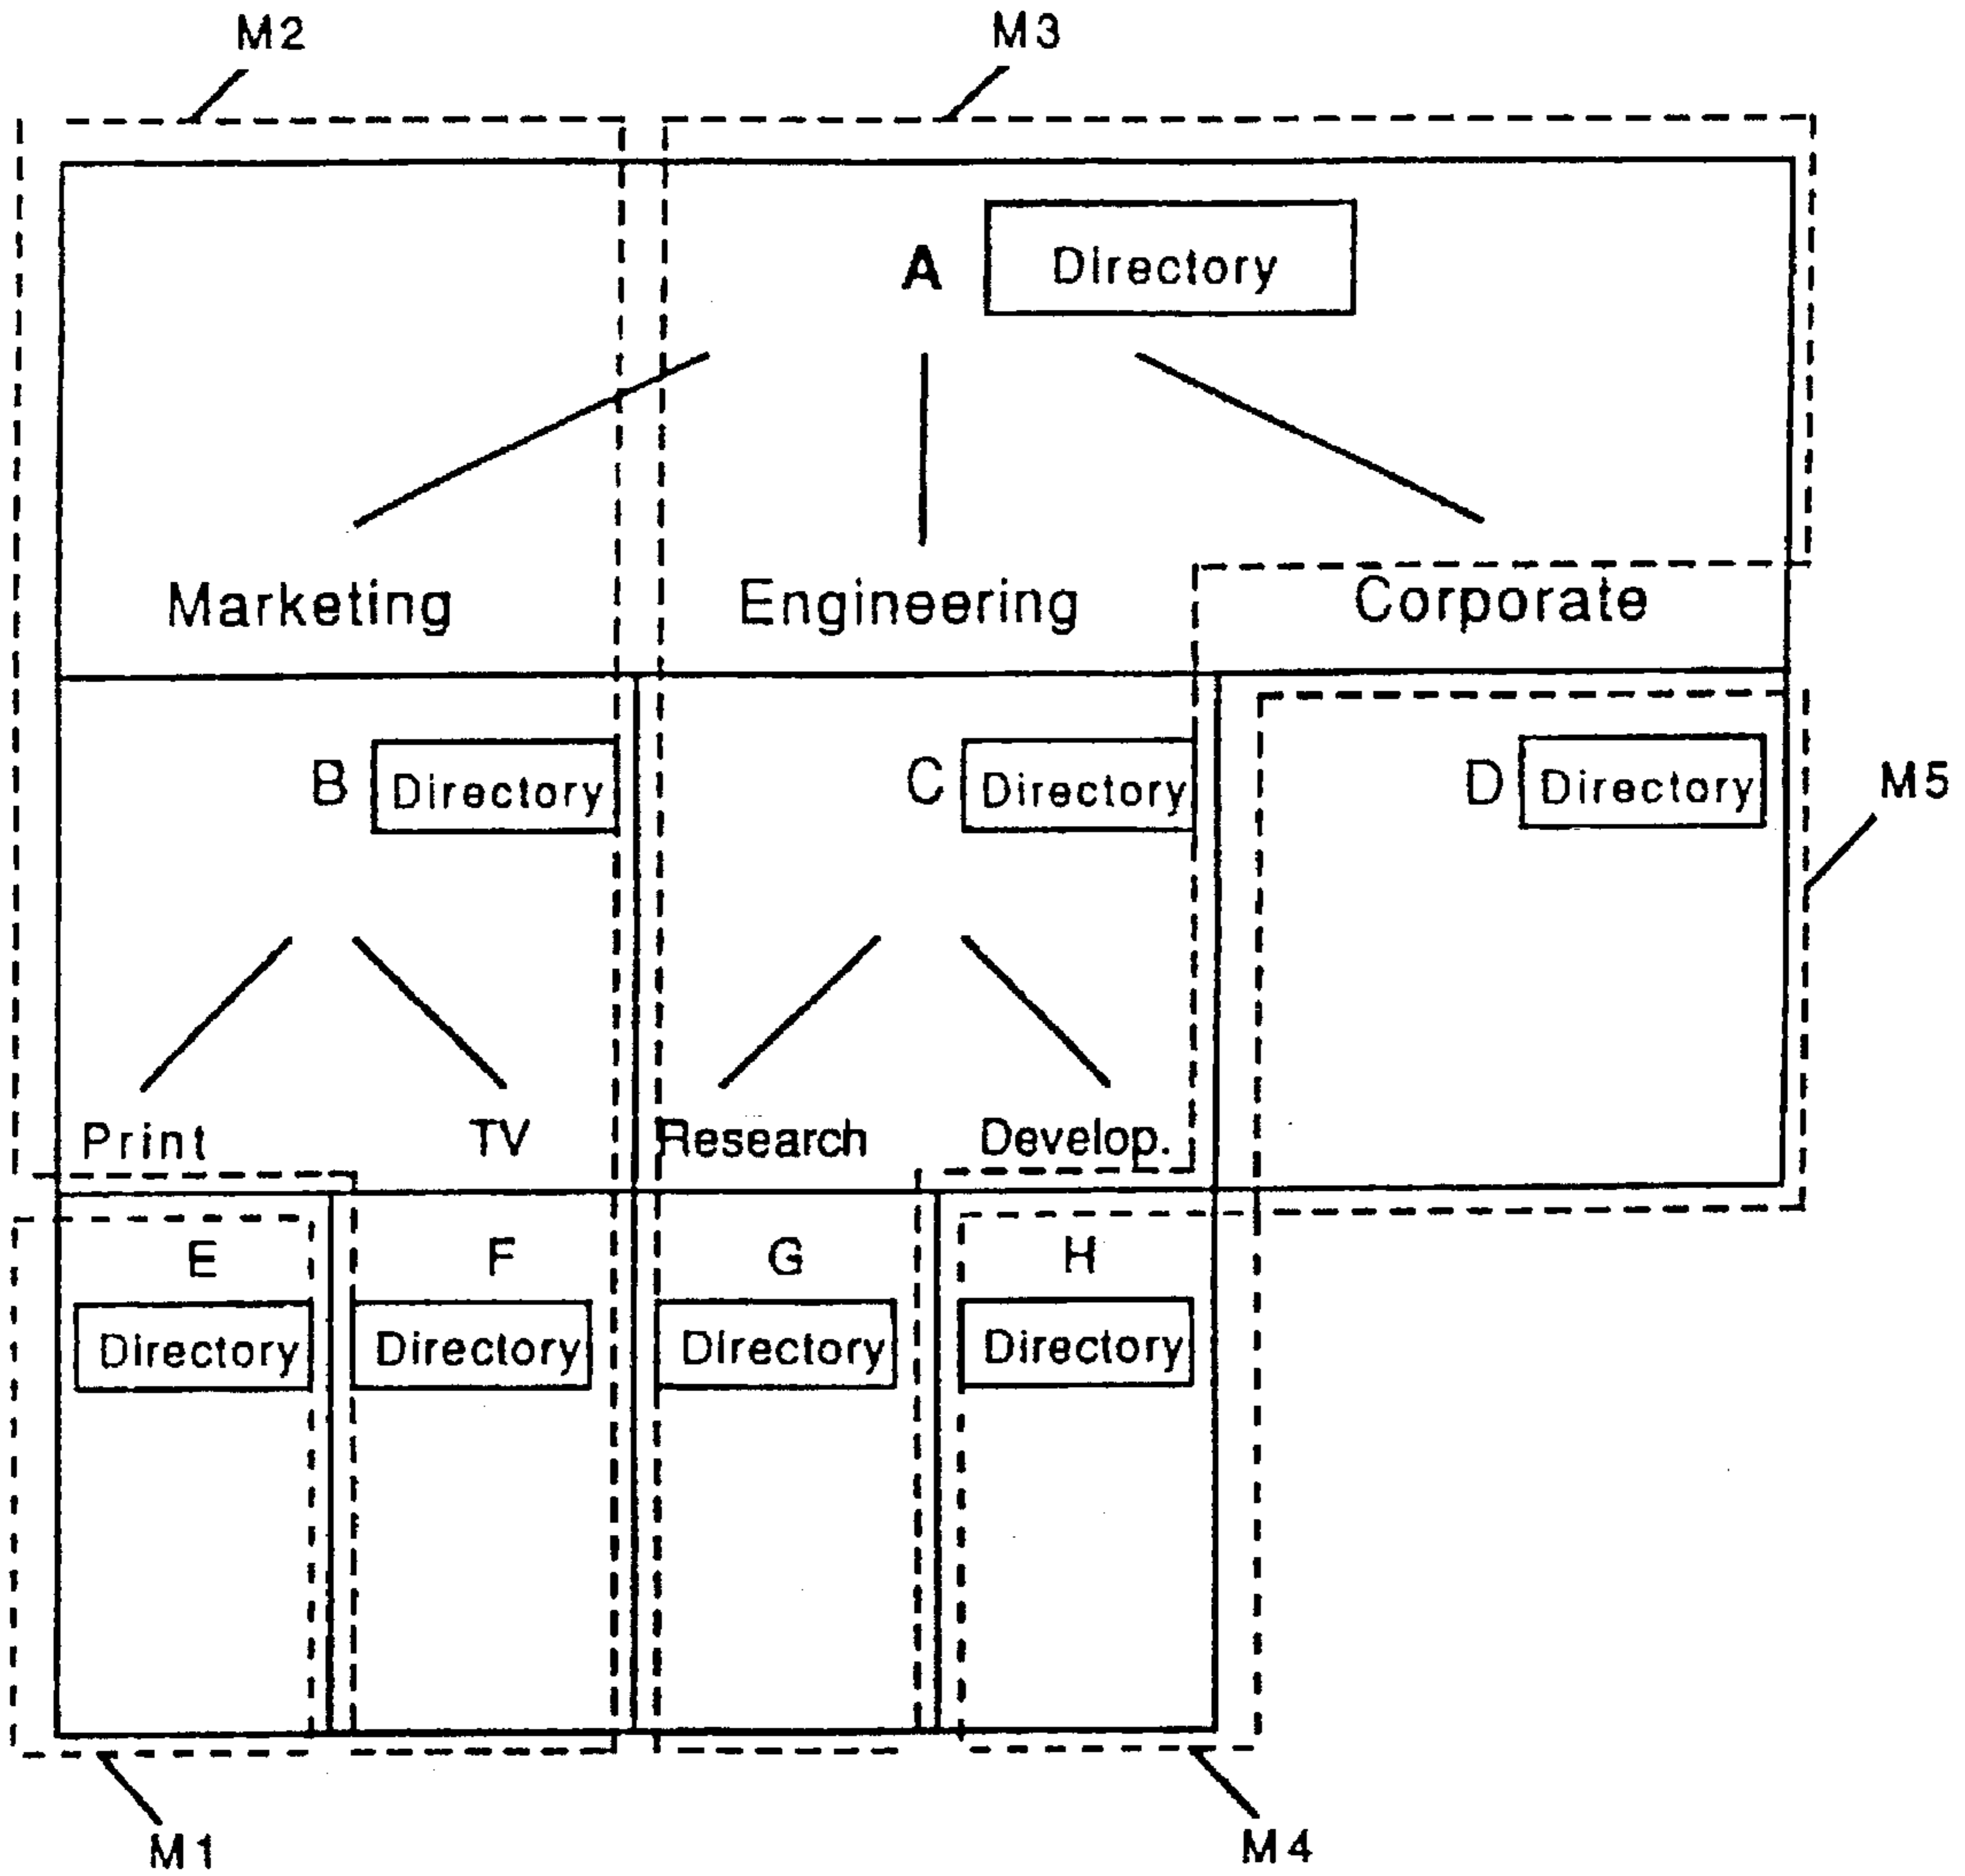 M2 M3
A Directory
Marketing Engineering Corporate
B Directory C Directory D Directory
M5
Print TV Research Develop.
E F G H
Directory Directory Directory Directory
M1 M4